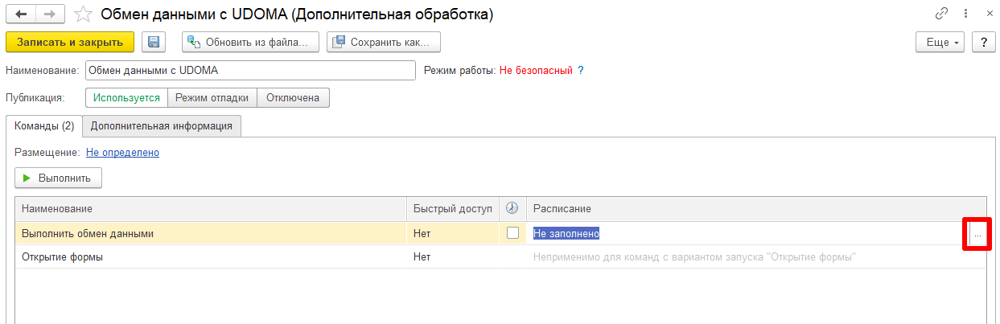 Обмен данными с UDOMA (Дополнительная обработка)
Записать и закрыть Обновить из файла... Сохранить как... Еще ?
Наименование: Обмен данными с UDOMA Режим работы: Не безопасный ?
Публикация: Используется Режим отладки Отключена
Команды (2) Дополнительная информация
Размещение: Не определено
Выполнить
Наименование Быстрый доступ Расписание
Выполнить обмен данными Нет Не заполнено ...
Открытие формы Нет Неприменимо для команд с вариантом запуска "Открытие формы"